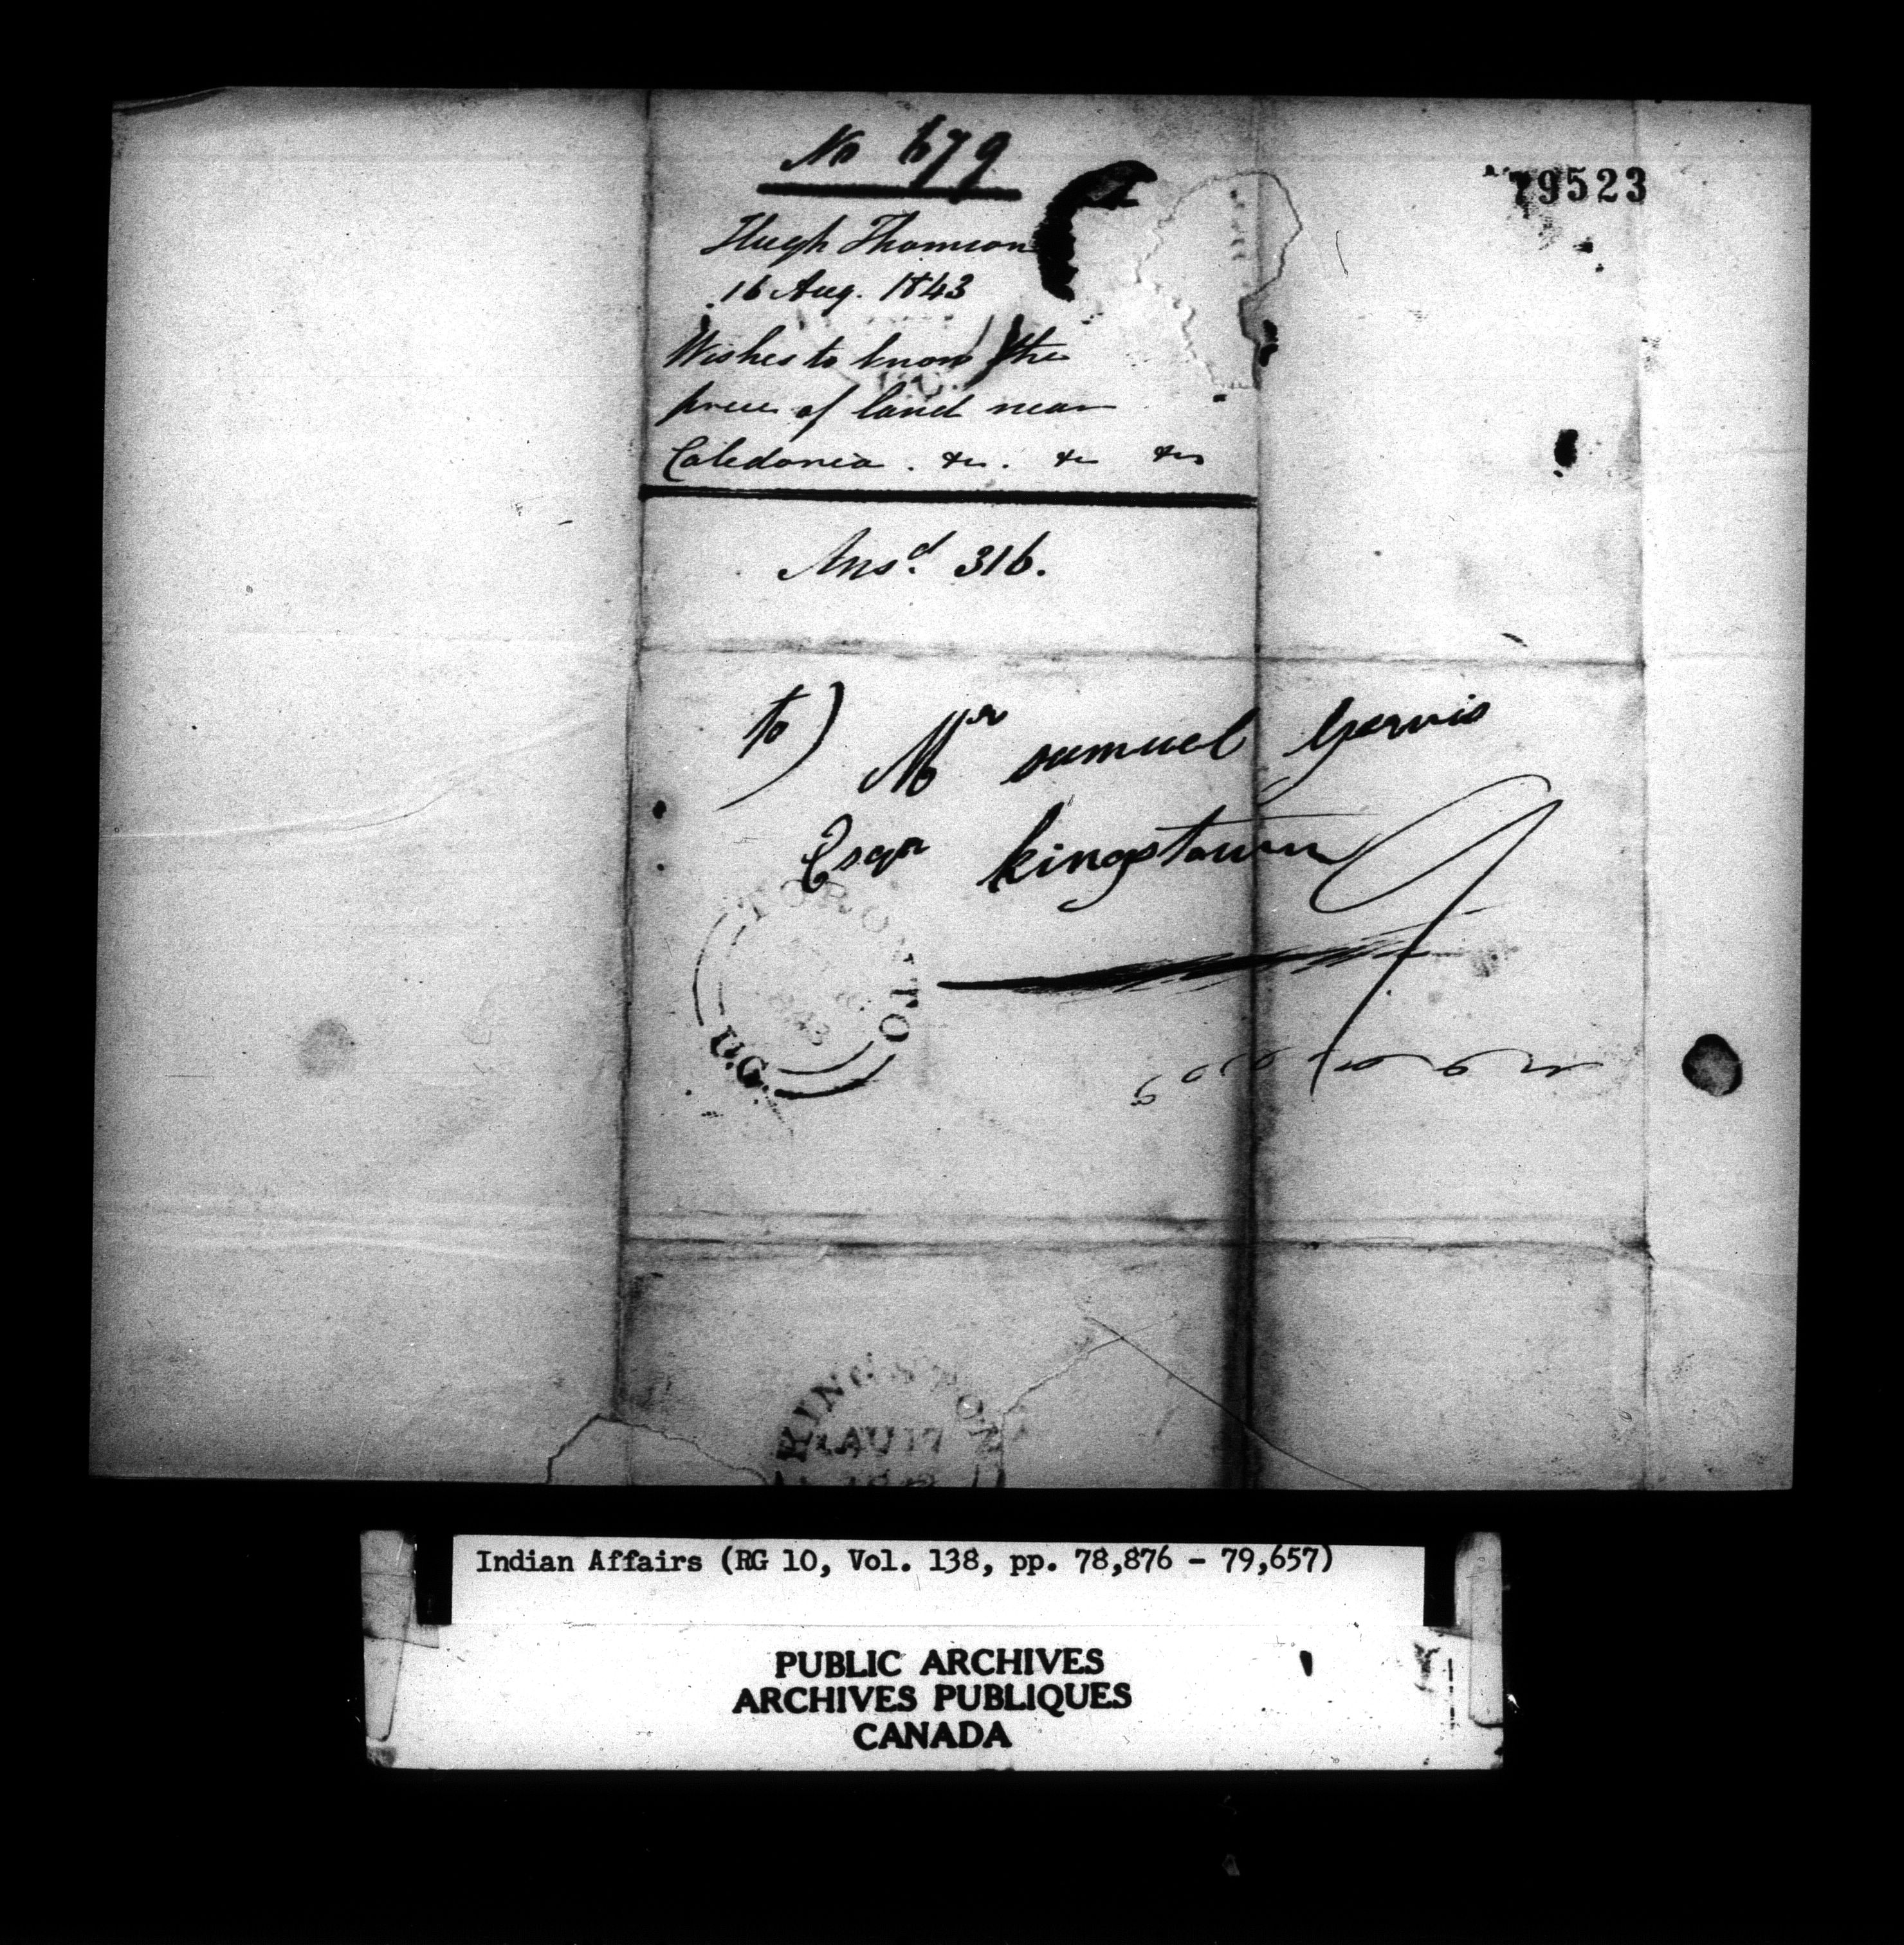 No 679
79523
Hugh Thomson
16 Aug. 1843
Wishes to know the
price of land near
Caledonia . &c. &c &c
Ansd. 316.
to) Mr samuel Yervis
Esqr kingstown
TORONTO
1843
U.C.
KINGSTON
AU 17
Indian Affairs (RG 10, Vol. 138, pp. 78,876 - 79,657)
PUBLIC ARCHIVES
ARCHIVES PUBLIQUES
CANADA